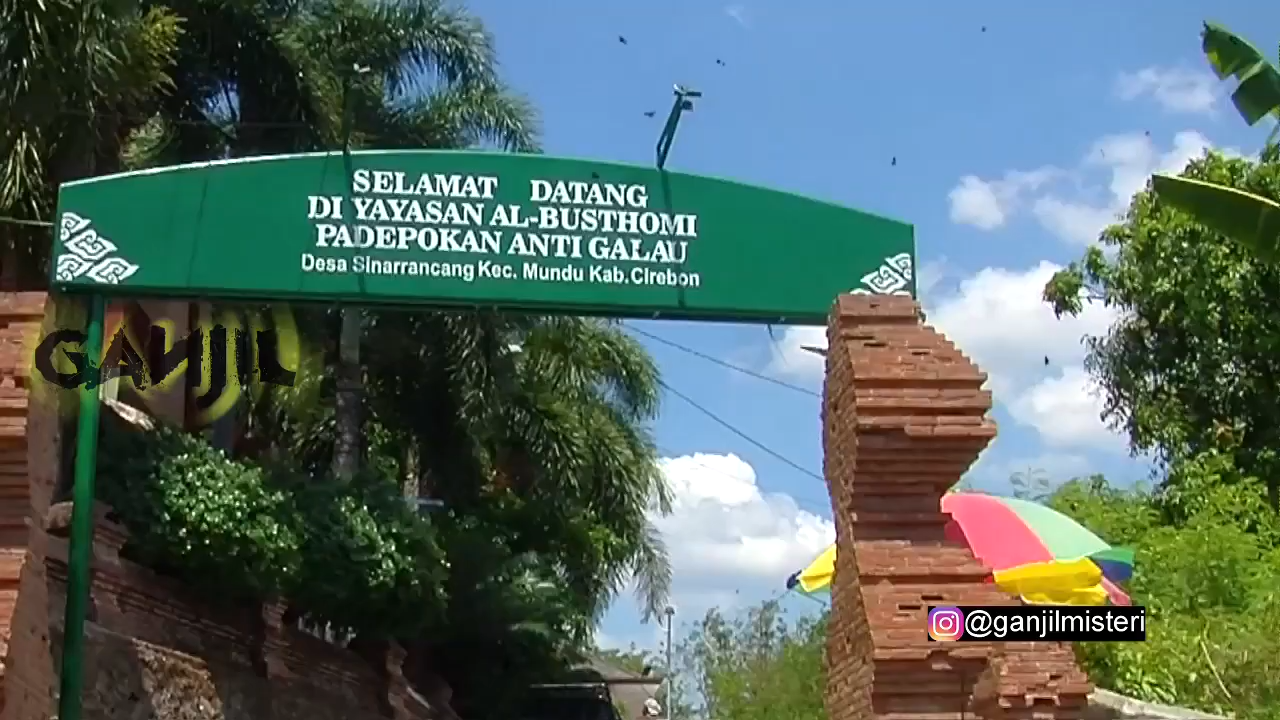 SELAMAT DATANG
DI YAYASAN AL-BUSTHOMI
PADEPOKAN ANTI GALAU
Desa Sinarrancang Kec. Mundu Kab.Cirebon
GANJIL
@ganjilmisteri